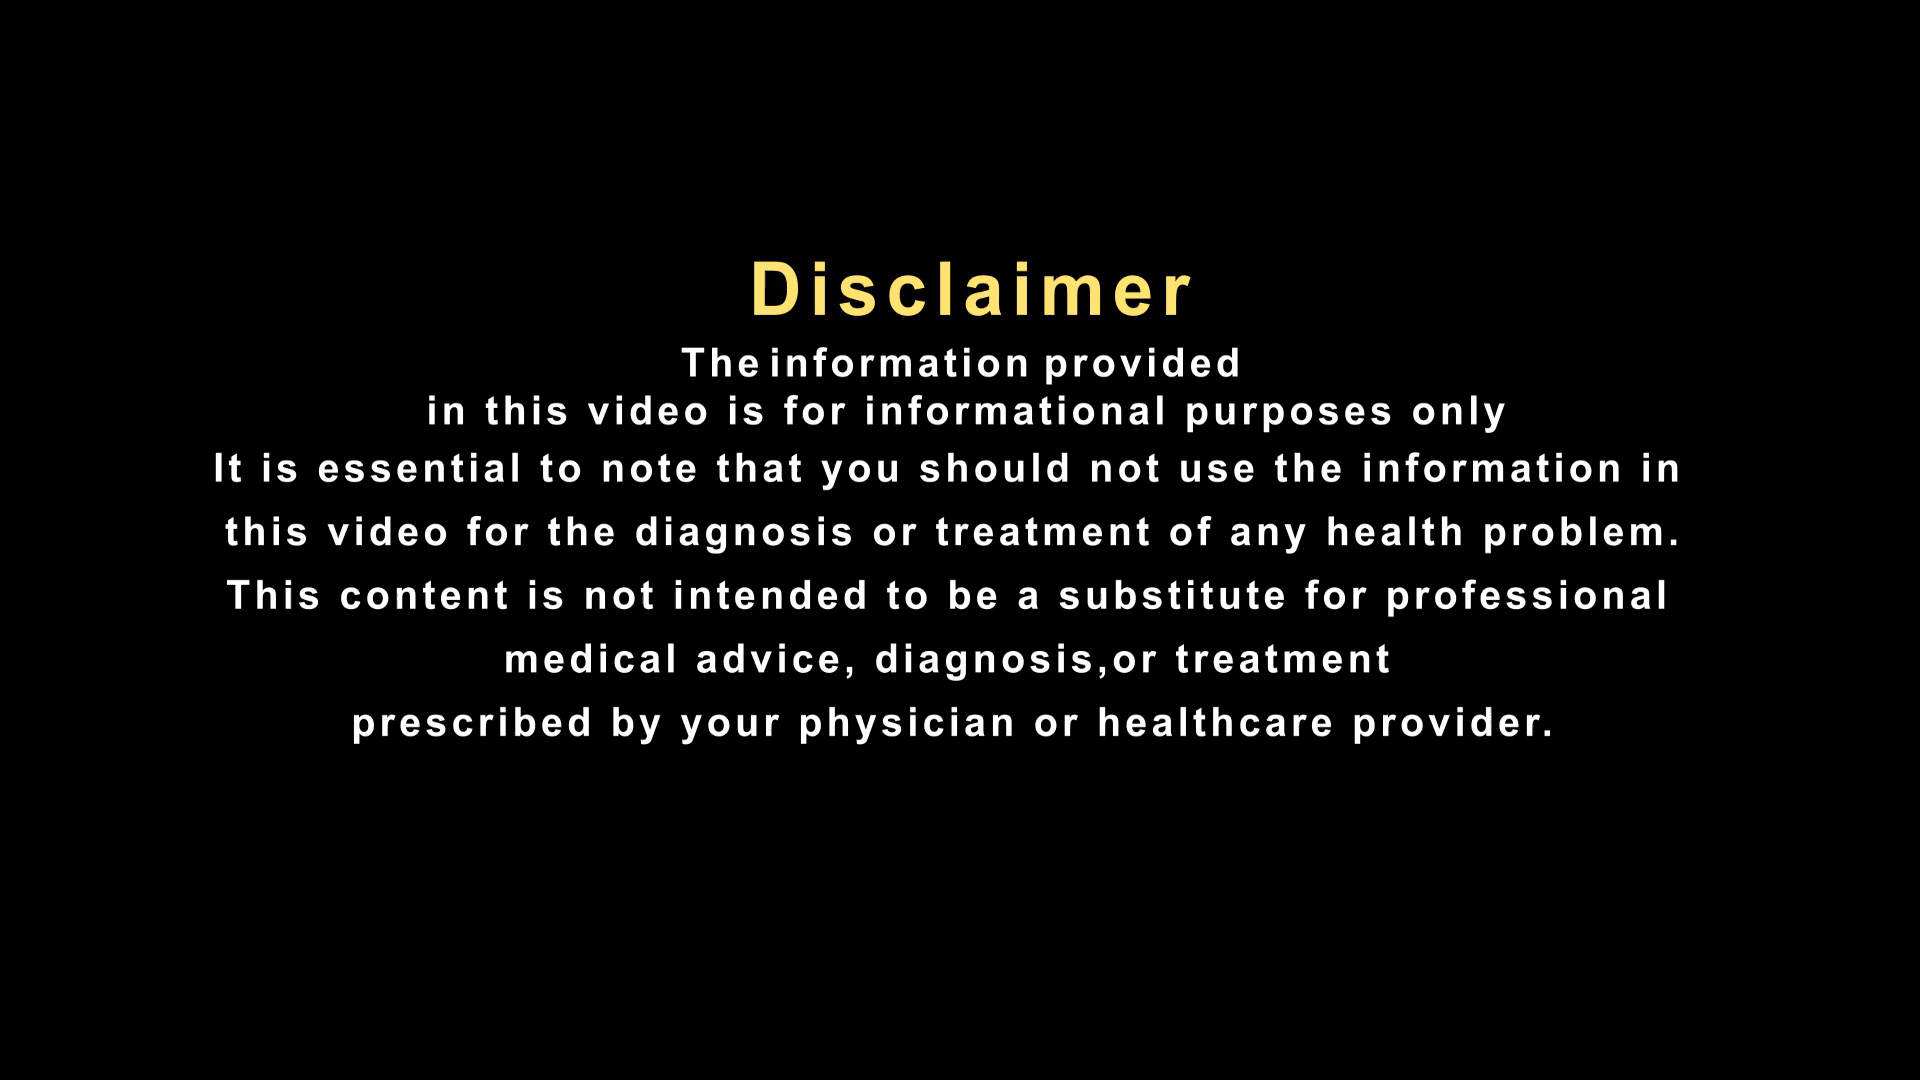 Disclaimer
The information provided
in this video is for informational purposes only
It is essential to note that you should not use the information in
this video for the diagnosis or treatment of any health problem.
This content is not intended to be a substitute for professional
medical advice, diagnosis,or treatment
prescribed by your physician or healthcare provider.